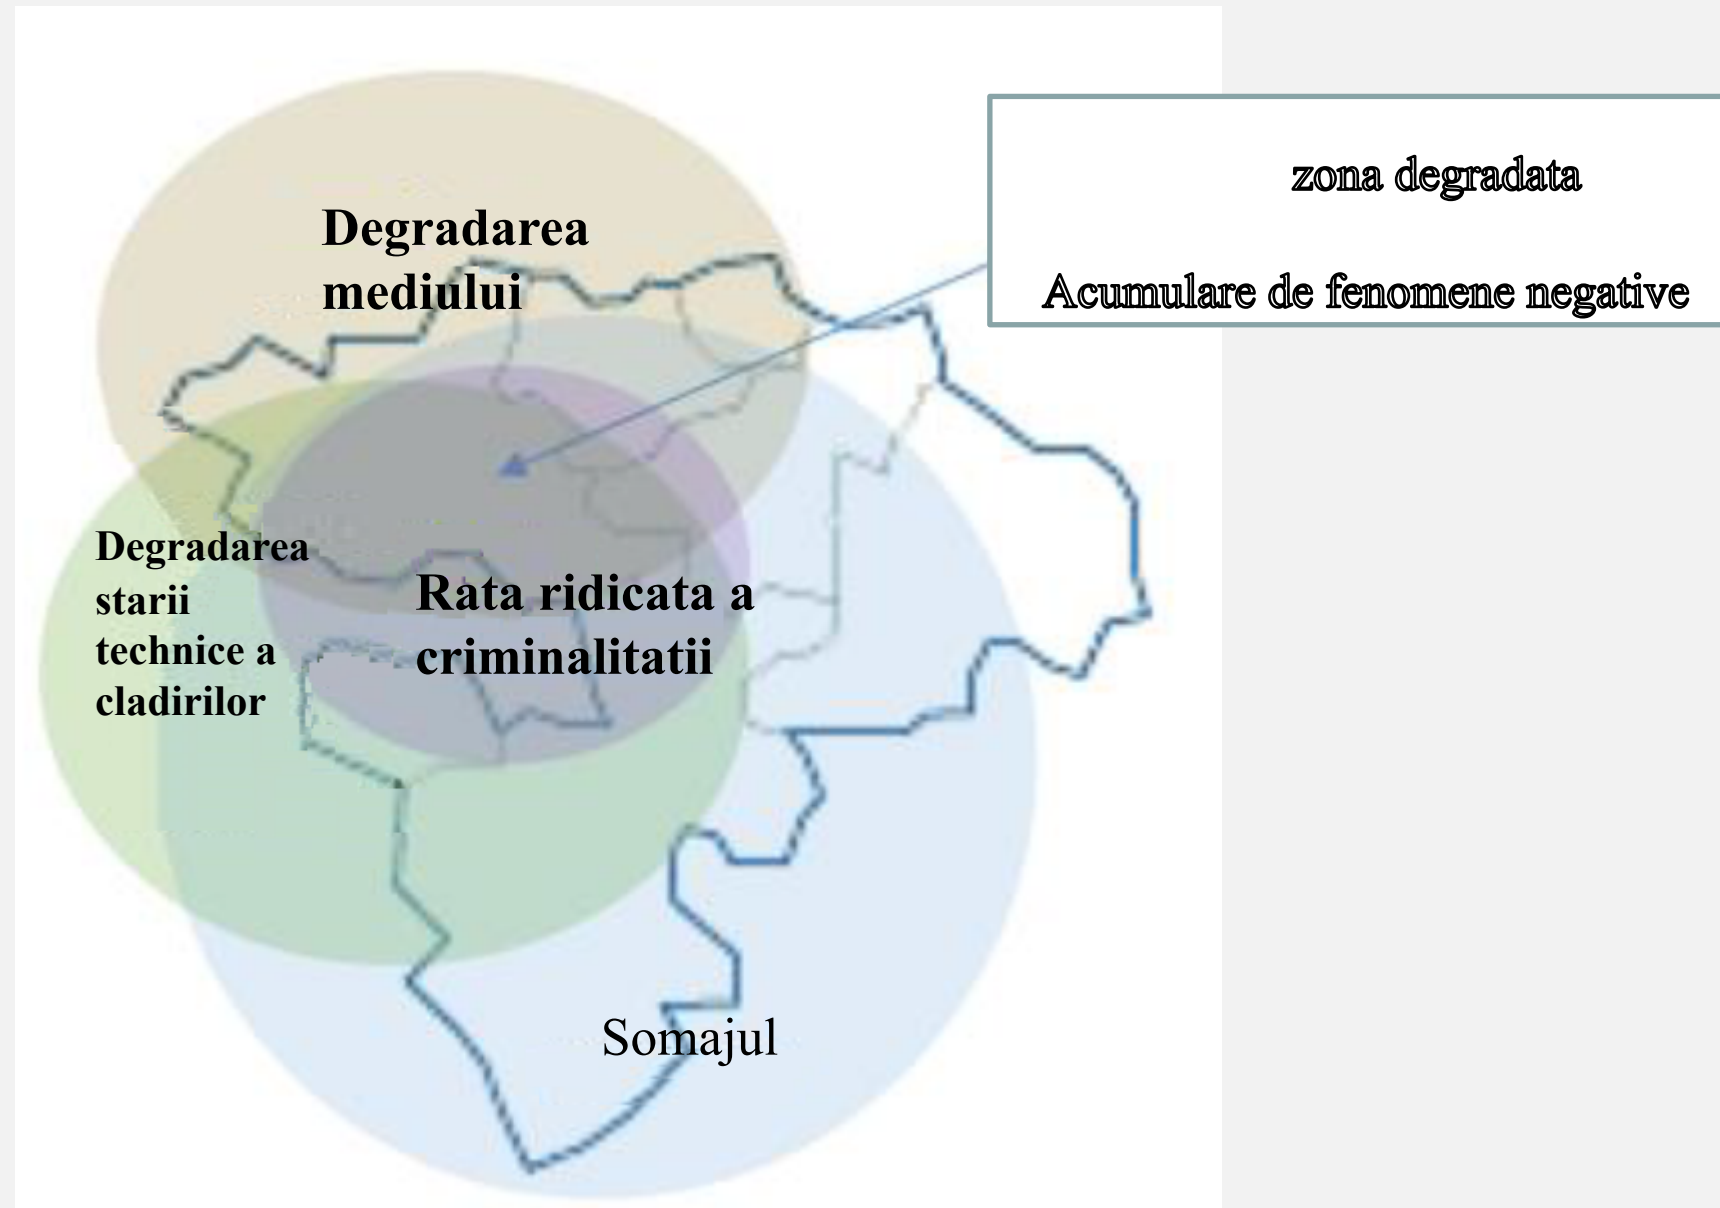 zona degradata
Acumulare de fenomene negative
Degradarea
mediului
Degradarea
starii
technice a
cladirilor
Rata ridicata a
criminalitatii
Somajul